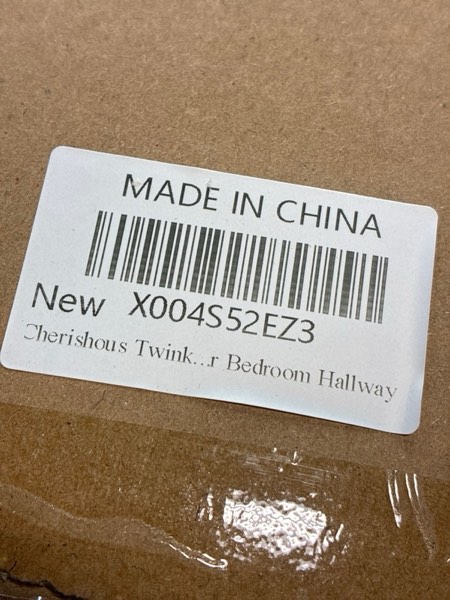 MADE IN CHINA
New X004S52EZ3
Cherishous Twink...r Bedroom Hallway